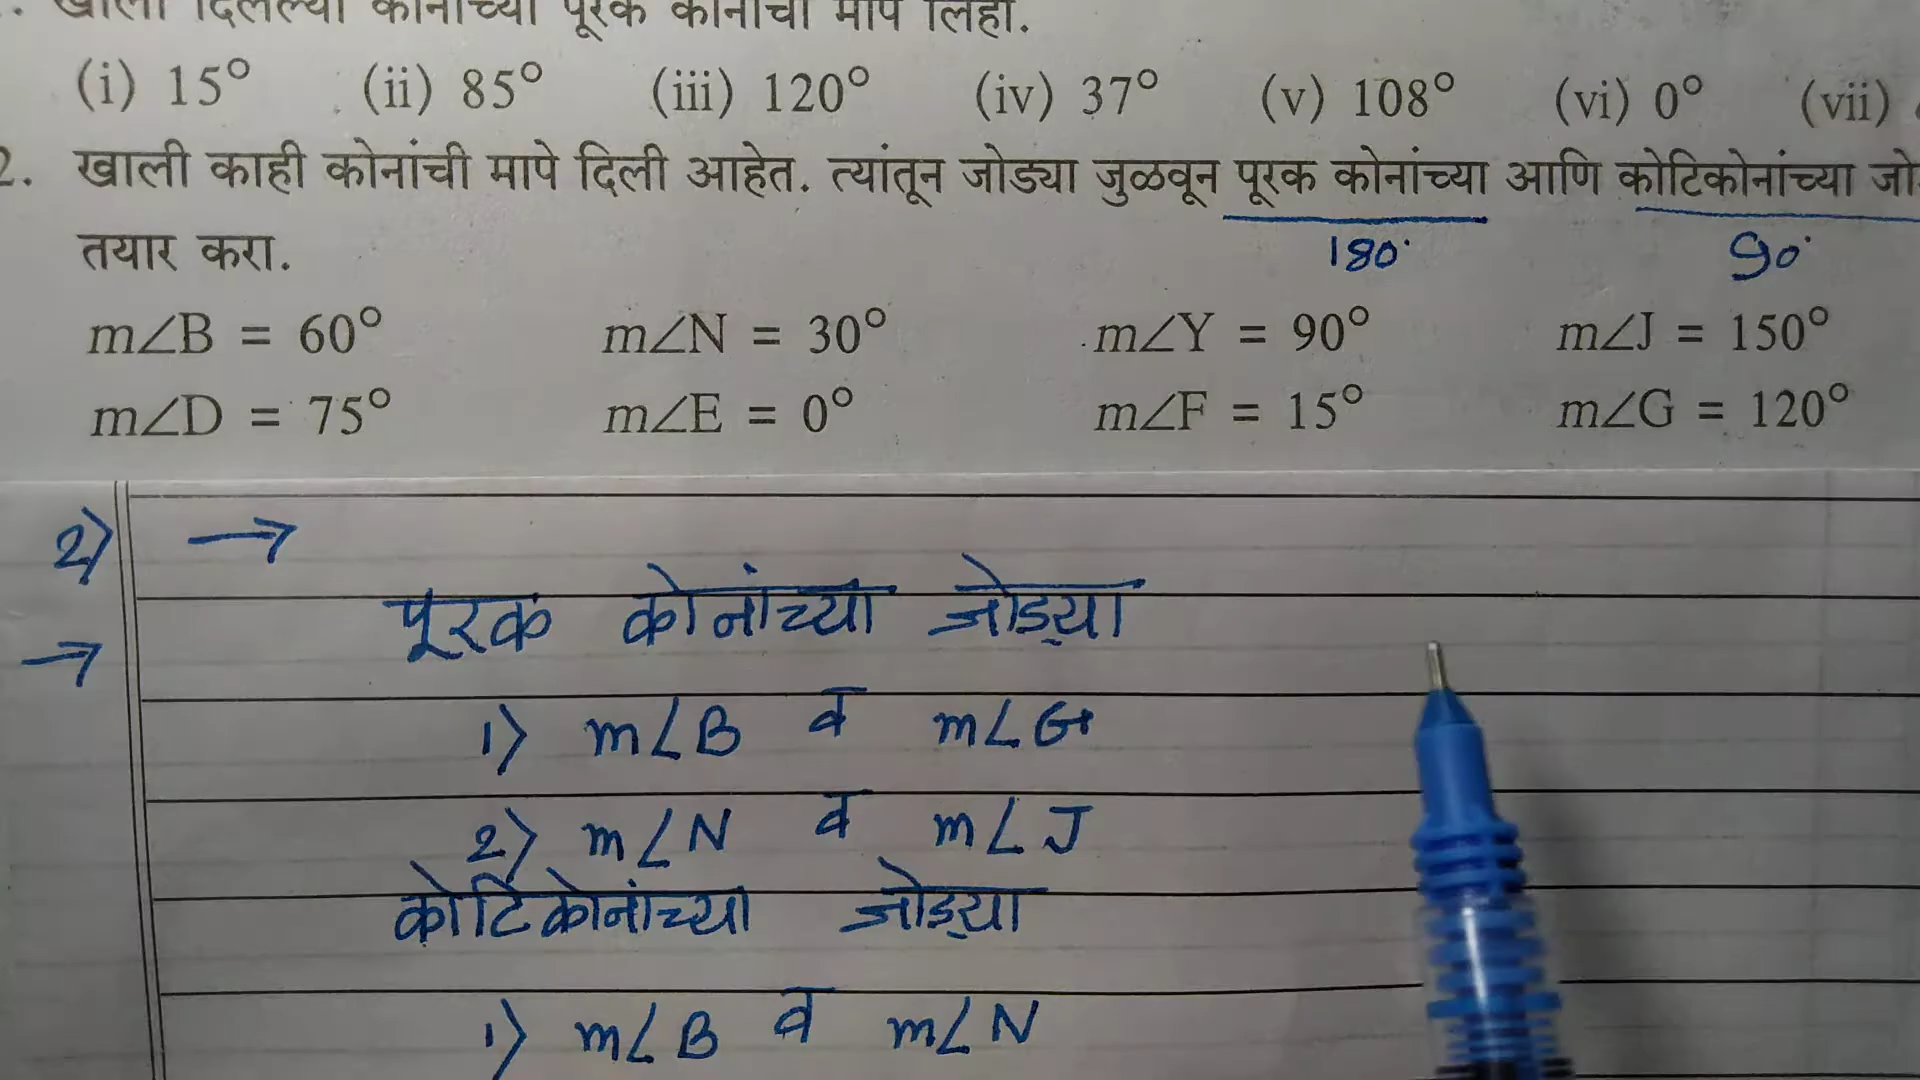 खाली दिलेल्या कोनांच्या पूरक कोनांची मापे लिहा.
(i) 15° (ii) 85° (iii) 120° (iv) 37° (v) 108° (vi) 0° (vii)
2. खाली काही कोनांची मापे दिली आहेत. त्यांतून जोड्या जुळवून पूरक कोनांच्या आणि कोटिकोनांच्या
तयार करा.
180° 90°
m∠B = 60° m∠N = 30° m∠Y = 90° m∠J = 150°
m∠D = 75° m∠E = 0° m∠F = 15° m∠G = 120°
2) →
→ पूरक कोनांच्या जोड्या
1) m∠B व m∠G
2) m∠N व m∠J
कोटिकोनांच्या जोड्या
1) m∠B व m∠N